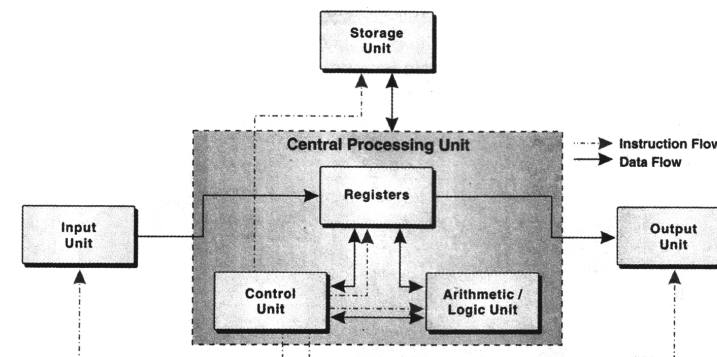 Storage
Unit
Central Processing Unit
Instruction Flow
Data Flow
Registers
Input
Unit
Output
Unit
Control
Unit
Arithmetic /
Logic Unit